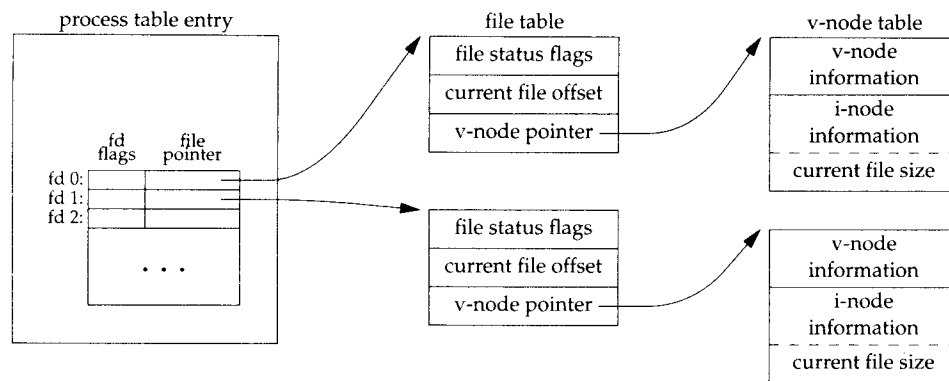 process table entry
fd
flags
file
pointer
fd 0:
fd 1:
fd 2:
. . .
file table
file status flags
current file offset
v-node pointer
file status flags
current file offset
v-node pointer
v-node table
v-node
information
i-node
information
current file size
v-node
information
i-node
information
current file size